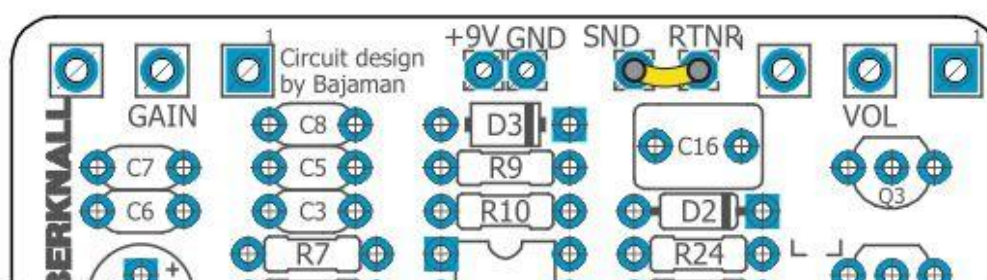 1
+9V
GND
SND
RTNR
1
Circuit design
by Bajaman
GAIN
VOL
C8
D3
C16
C7
C5
R9
Q3
C6
C3
R10
D2
R7
R24
+
BERKNALL